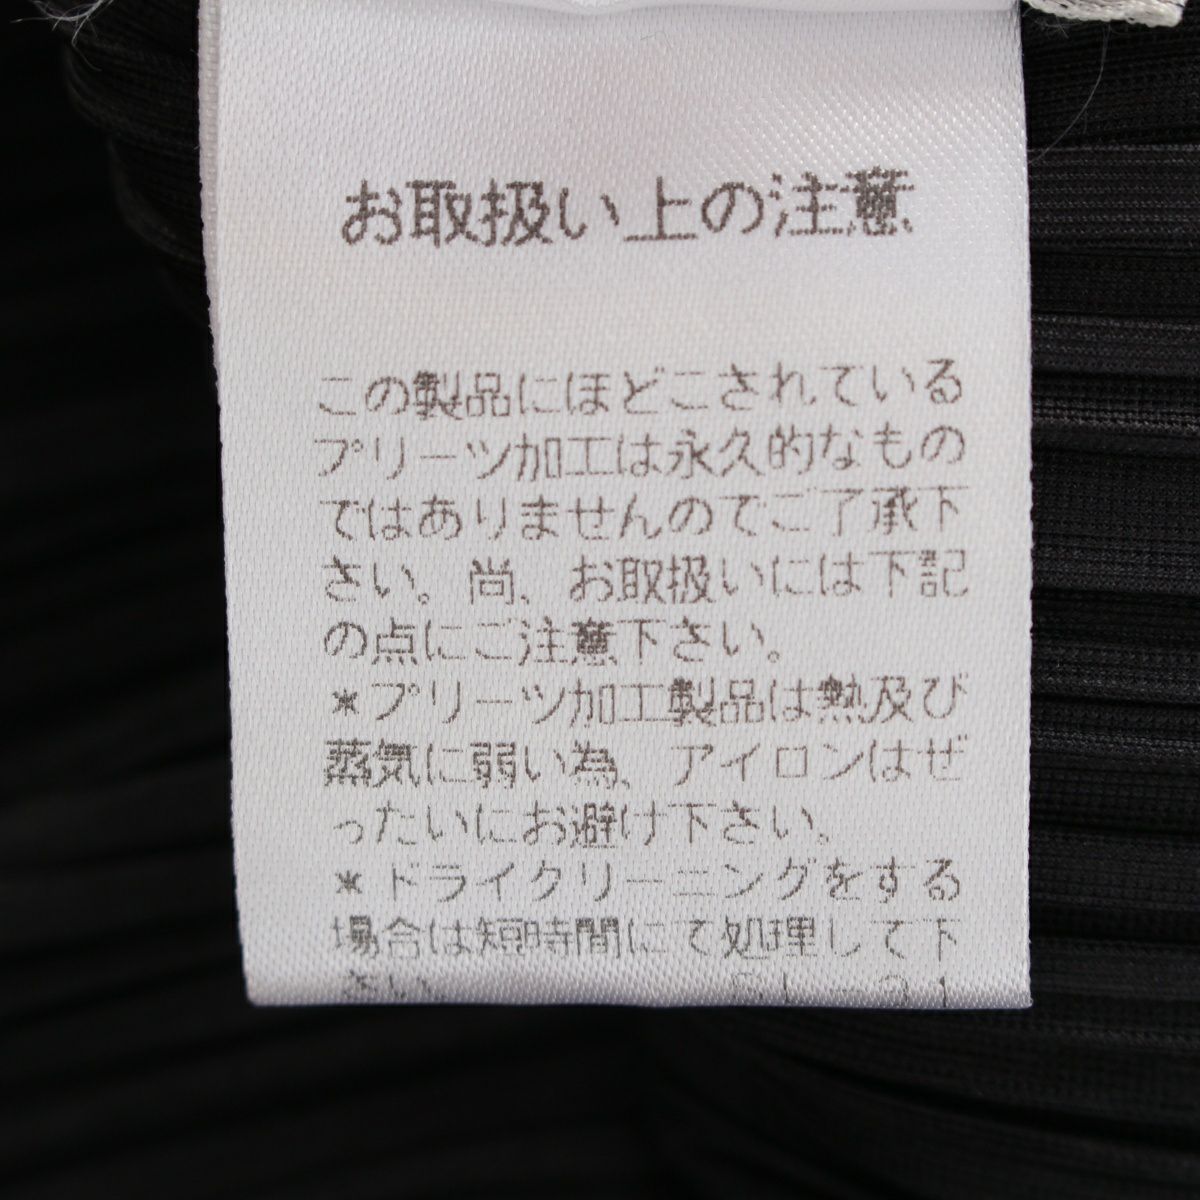 お取扱い上の注意
この製品にほどこされている
プリーツ加工は永久的なもの
ではありませんのでご了承下
さい。尚、お取扱いには下記
の点にご注意下さい。
*プリーツ加工製品は熱及び
蒸気に弱い為、アイロンはぜ
ったいにお避け下さい。
*ドライクリーニングをする
場合は短時間にて処理して下
さい